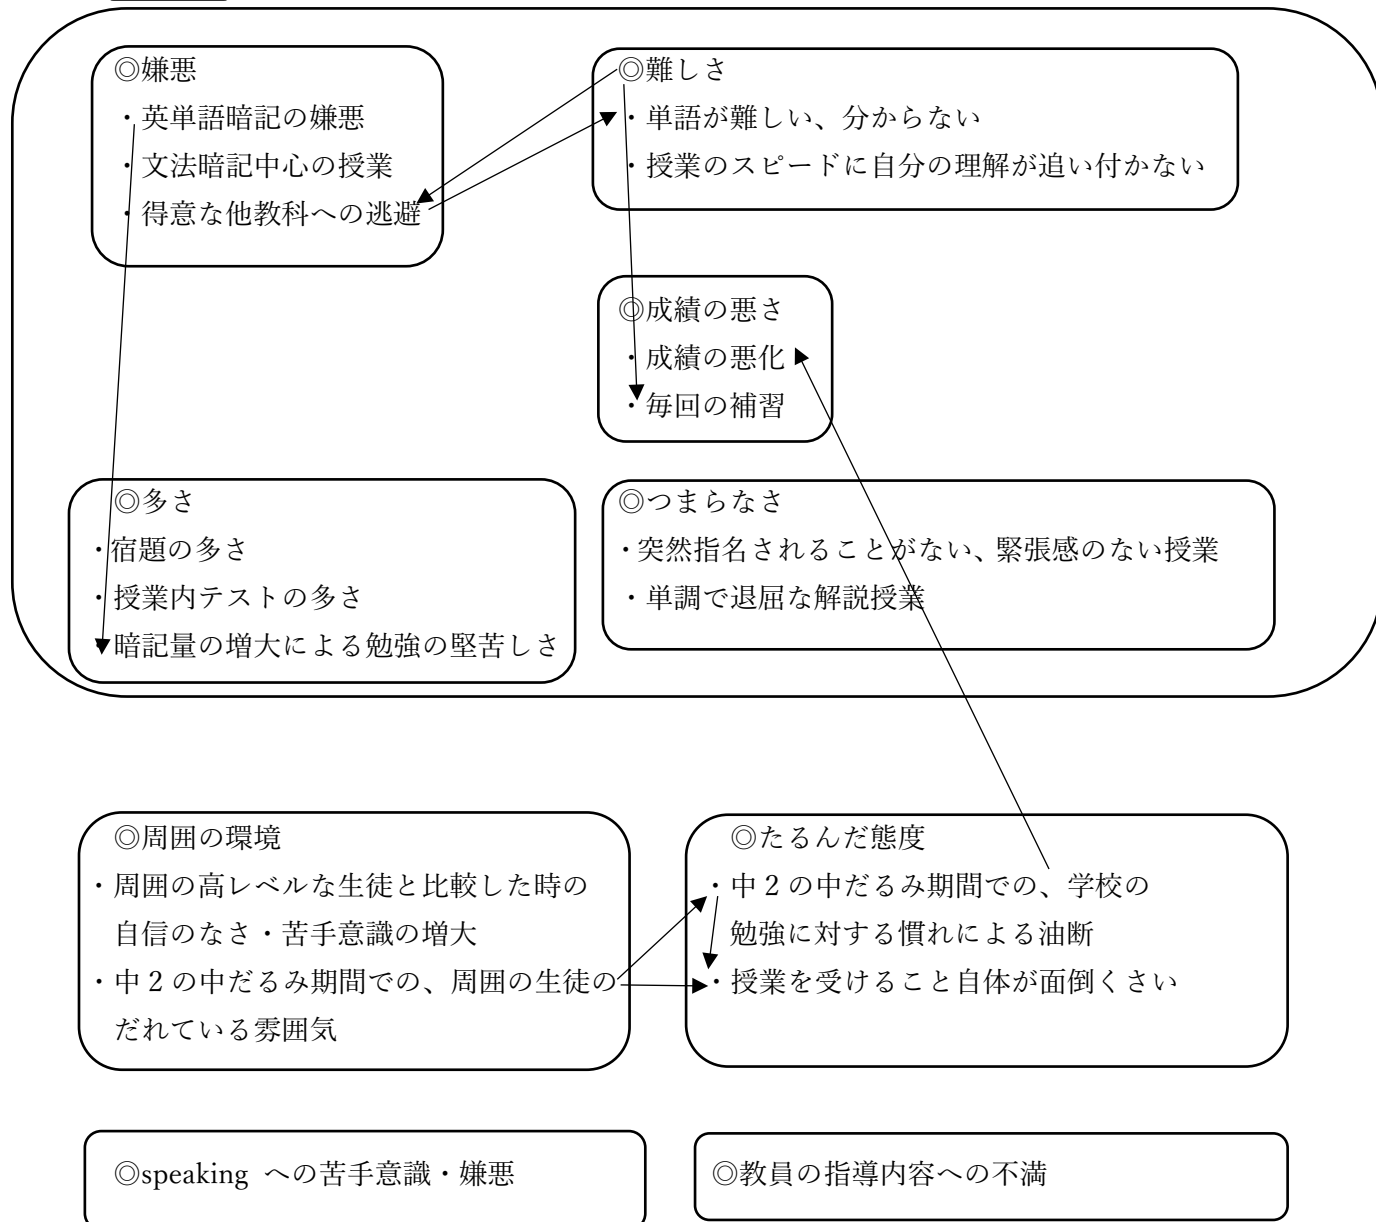 ◎嫌悪
・英単語暗記の嫌悪
・文法暗記中心の授業
・得意な他教科への逃避
◎難しさ
・単語が難しい、分からない
・授業のスピードに自分の理解が追い付かない
◎成績の悪さ
・成績の悪化
・毎回の補習
◎多さ
・宿題の多さ
・授業内テストの多さ
・暗記量の増大による勉強の堅苦しさ
◎つまらなさ
・突然指名されることがない、緊張感のない授業
・単調で退屈な解説授業
◎周囲の環境
・周囲の高レベルな生徒と比較した時の
自信のなさ・苦手意識の増大
・中2の中だるみ期間での、周囲の生徒の
だれている雰囲気
◎たるんだ態度
・中2の中だるみ期間での、学校の
勉強に対する慣れによる油断
・授業を受けること自体が面倒くさい
◎speaking への苦手意識・嫌悪
◎教員の指導内容への不満